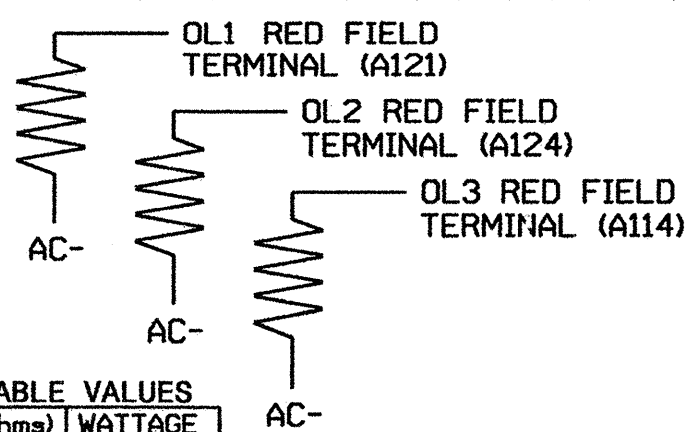 OL1 RED FIELD
TERMINAL (A121)
OL2 RED FIELD
TERMINAL (A124)
OL3 RED FIELD
TERMINAL (A114)
AC-
AC-
AC-
VALUES
WATTAGE